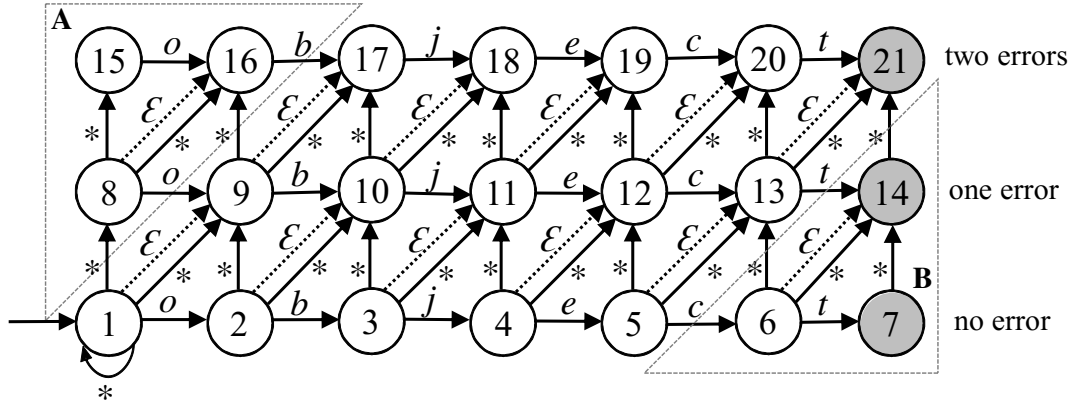 A
15 o 16 b 17 j 18 e 19 c 20 t 21 two errors
* ε * * ε * * ε * * ε * * ε * * ε * *
8 o 9 b 10 j 11 e 12 c 13 t 14 one error
* ε * * ε * * ε * * ε * * ε * * ε * * B
1 o 2 b 3 j 4 e 5 c 6 t 7 no error
*